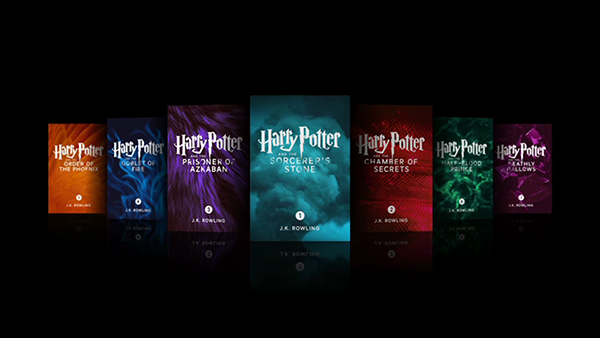 Harry Potter
ORDER OF
THE PHOENIX
5
J.K. ROWLING
Harry Potter
GOBLET OF
FIRE
4
J.K. ROWLING
Harry Potter
AND THE
PRISONER OF
AZKABAN
3
J.K. ROWLING
Harry Potter
AND THE
SORCERER'S
STONE
1
J.K. ROWLING
Harry Potter
AND THE
CHAMBER OF
SECRETS
2
J.K. ROWLING
Harry Potter
HALF-BLOOD
PRINCE
J.K. ROWLING
Harry Potter
DEATHLY
HALLOWS
J.K. ROWLING